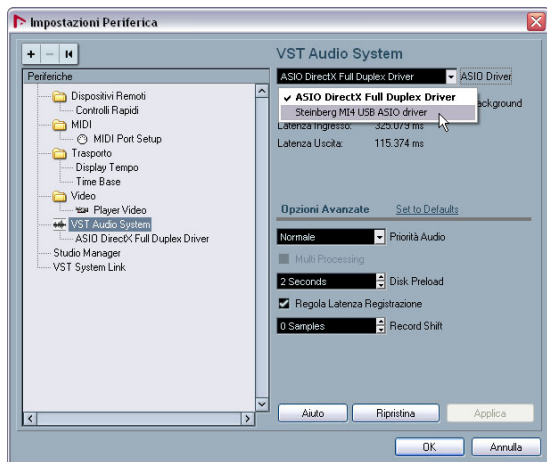 Impostazioni Periferica
VST Audio System
Periferiche
Dispositivi Remoti
Controlli Rapidi
MIDI
MIDI Port Setup
Trasporto
Display Tempo
Time Base
Video
Player Video
VST Audio System
ASIO DirectX Full Duplex Driver
Studio Manager
VST System Link
ASIO DirectX Full Duplex Driver
ASIO Driver
ASIO DirectX Full Duplex Driver
Steinberg MI4 USB ASIO driver
ackground
Latenza Ingresso: 325.079 ms
Latenza Uscita: 115.374 ms
Opzioni Avanzate
Set to Defaults
Normale
Priorità Audio
Multi Processing
2 Seconds
Disk Preload
Regola Latenza Registrazione
0 Samples
Record Shift
Aiuto
Ripristina
Applica
OK
Annulla